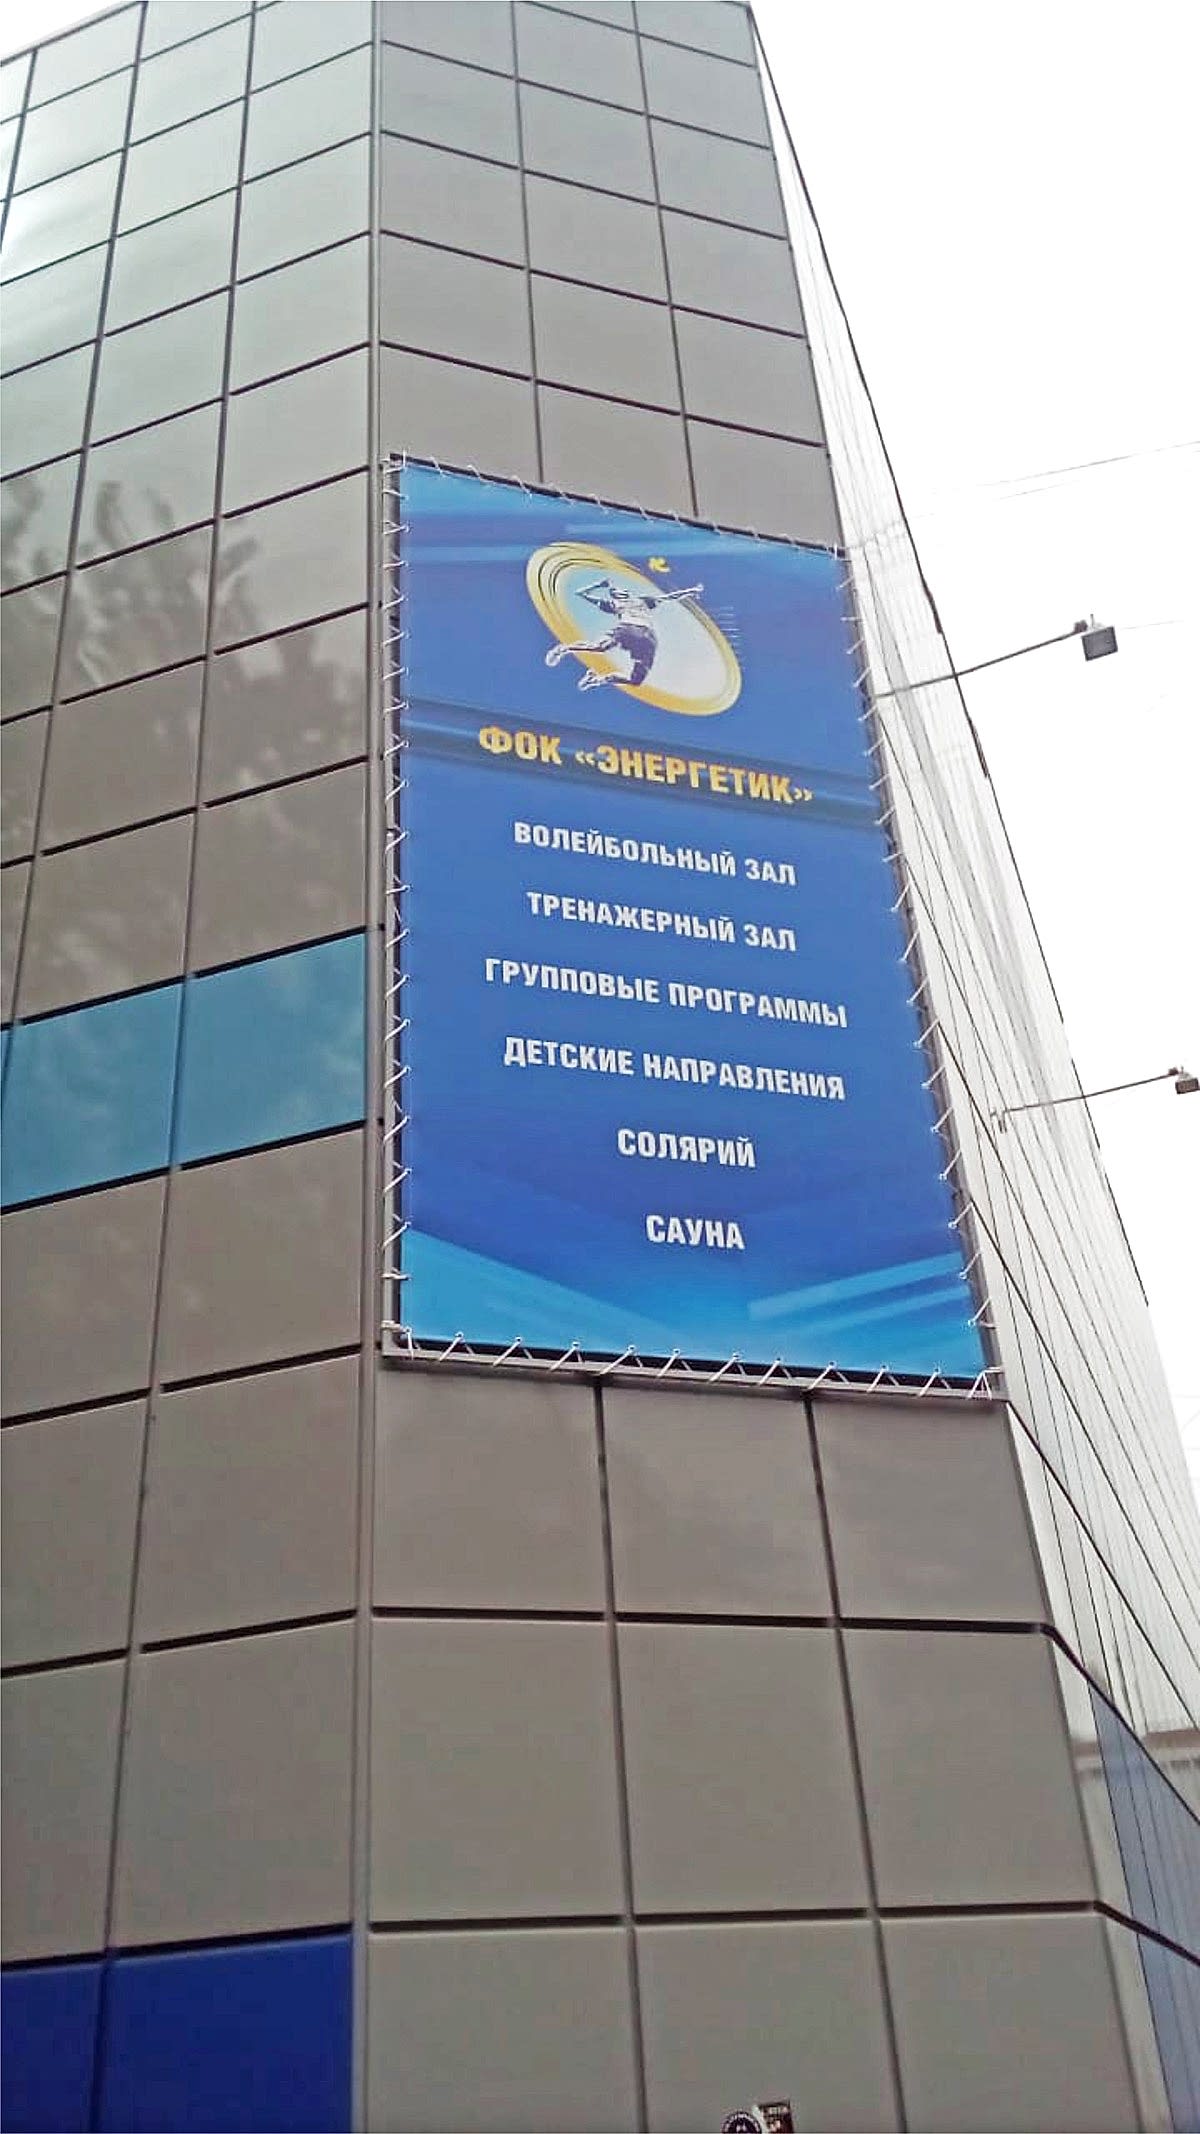 ФОК «ЭНЕРГЕТИК»
ВОЛЕЙБОЛЬНЫЙ ЗАЛ
ТРЕНАЖЕРНЫЙ ЗАЛ
ГРУППОВЫЕ ПРОГРАММЫ
ДЕТСКИЕ НАПРАВЛЕНИЯ
СОЛЯРИЙ
САУНА